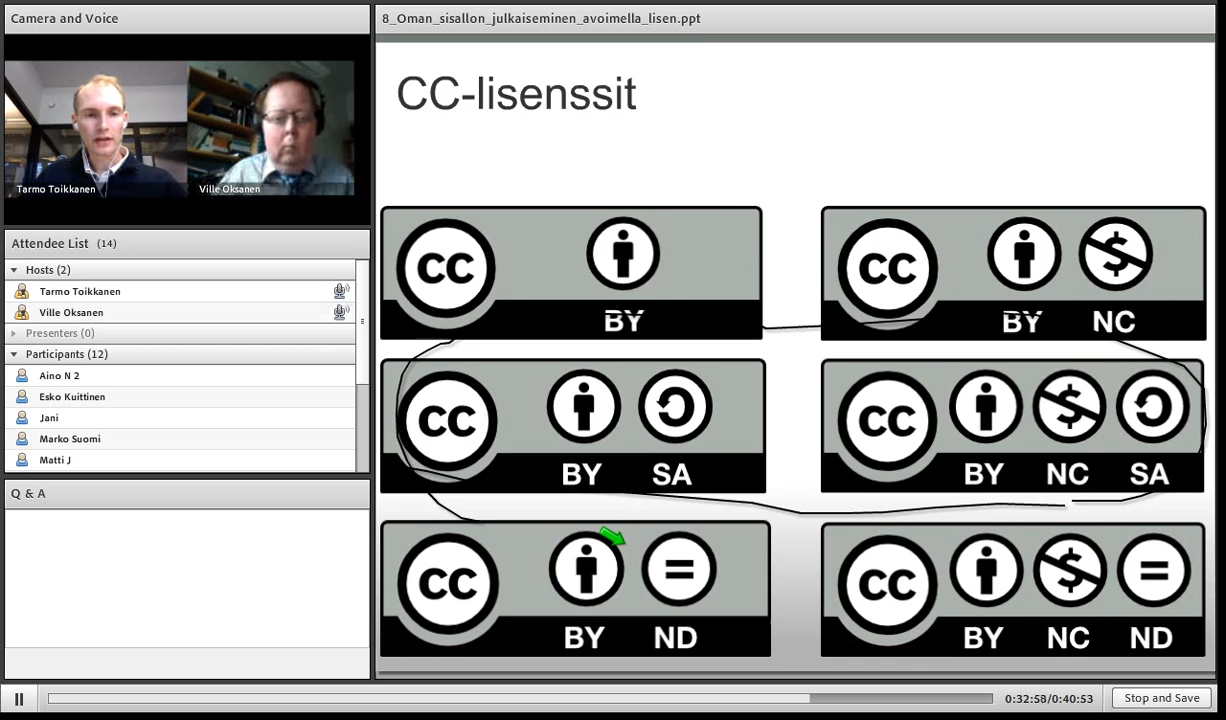 Camera and Voice
8_Oman_sisallon_julkaiseminen_avoimella_lisen.ppt
Tarmo Toikkanen
Ville Oksanen
Attendee List (14)
Hosts (2)
Tarmo Toikkanen
Ville Oksanen
Presenters (0)
Participants (12)
Aino N 2
Esko Kuittinen
Jani
Marko Suomi
Matti J
Q & A
CC-lisenssit
CC
BY
CC
BY NC
CC
BY SA
CC
BY NC SA
CC
BY ND
CC
BY NC ND
0:32:58/0:40:53
Stop and Save